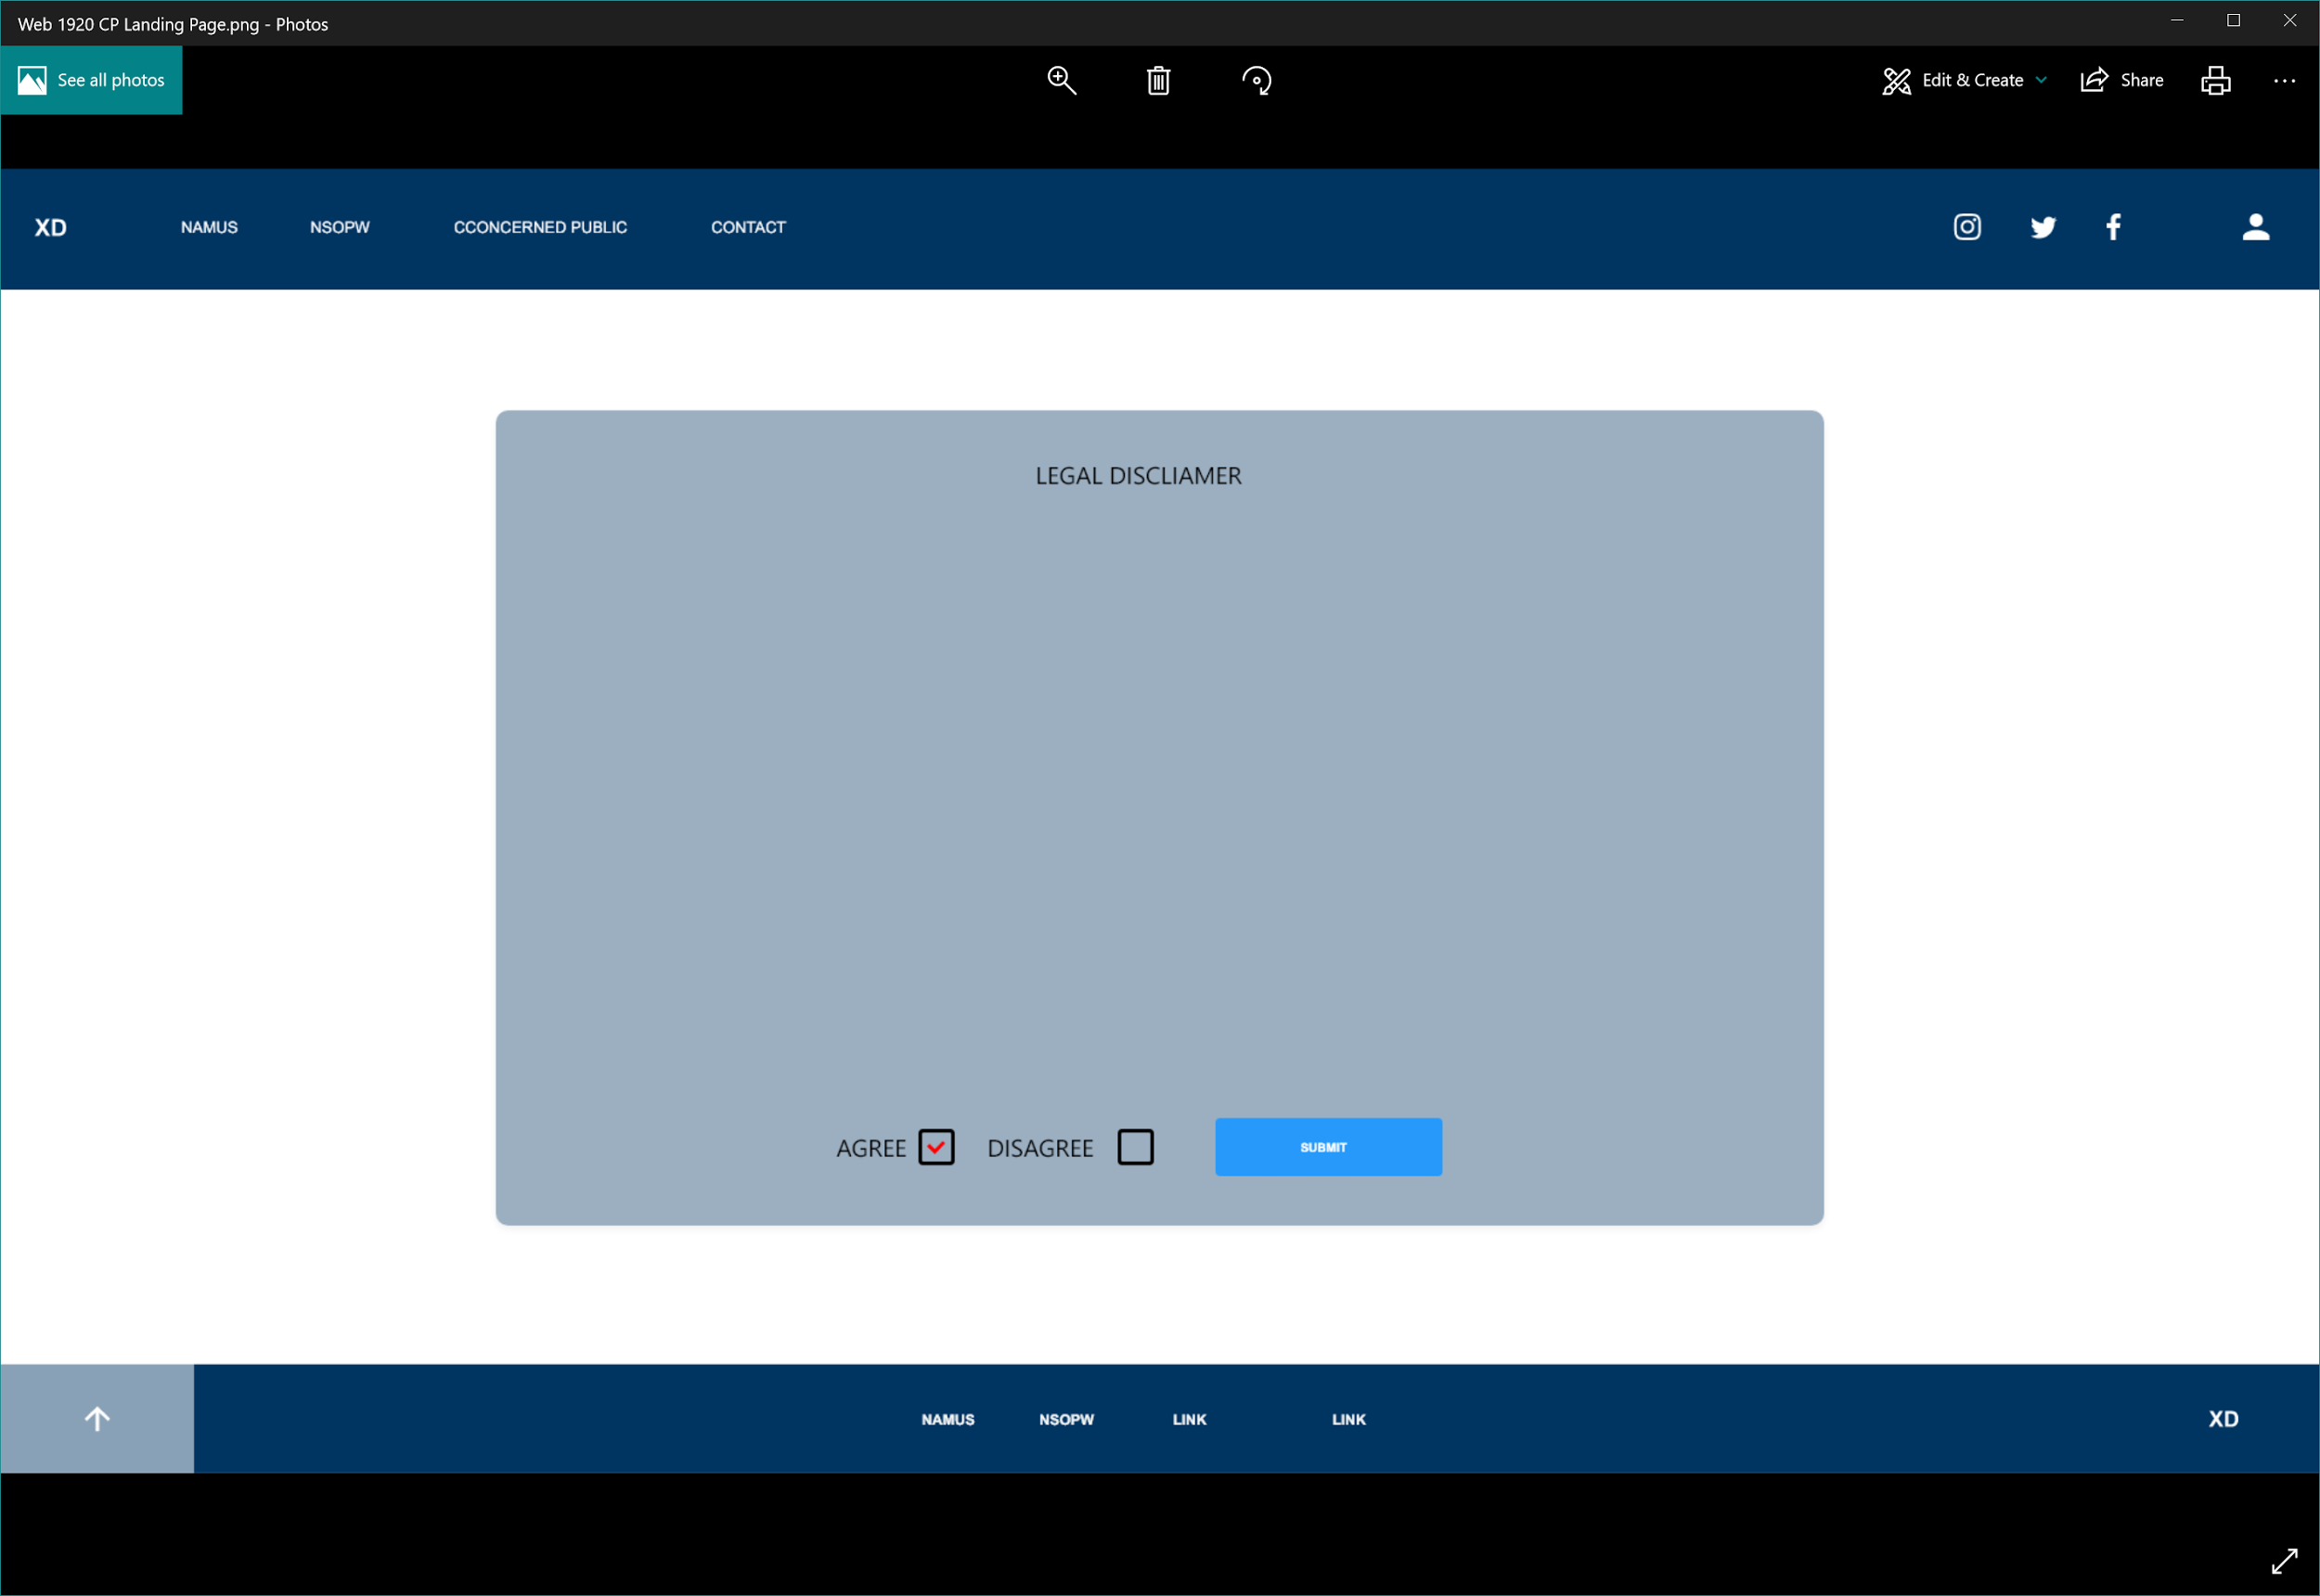 Web 1920 CP Landing Page.png - Photos
See all photos
Edit & Create
Share
XD NAMUS NSOPW CCONCERNED PUBLIC CONTACT
LEGAL DISCLIAMER
AGREE DISAGREE SUBMIT
NAMUS NSOPW LINK LINK XD